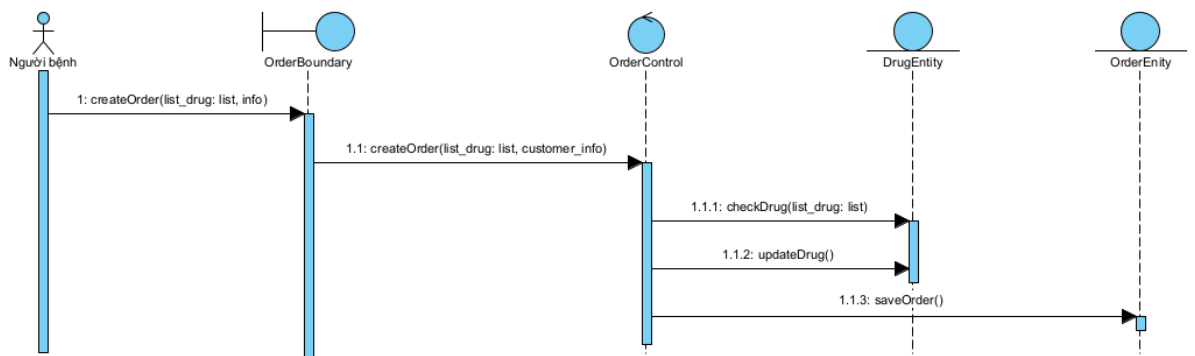 Người bệnh
OrderBoundary
OrderControl
DrugEntity
OrderEnity
1: createOrder(list_drug: list, info)
1.1: createOrder(list_drug: list, customer_info)
1.1.1: checkDrug(list_drug: list)
1.1.2: updateDrug()
1.1.3: saveOrder()